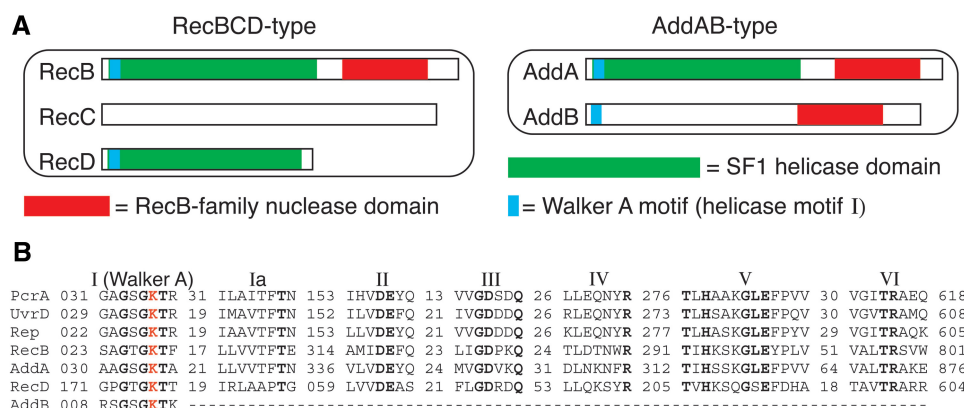 A
RecBCD-type
AddAB-type
RecB
RecC
RecD
AddA
AddB
= SF1 helicase domain
= RecB-family nuclease domain
= Walker A motif (helicase motif I)
B
I (Walker A) Ia II III IV V VI
PcrA 031 GAGSGKTR 31 ILAITFTN 153 IHVDEYQ 13 VVGDSDQ 26 LLEQNYR 276 TLHAAKGLEFPVV 30 VGITRAEQ 618
UvrD 029 GAGSGKTR 19 IMAVTFTN 152 ILVDEFQ 21 IVGDDDQ 26 LLEQNYR 273 TLHSAKGLEFPQV 30 VGVTRAMQ 608
Rep 022 GAGSGKTR 19 IAAVTFTN 153 LLVDEYQ 21 VVGDDDQ 26 KLEQNYR 277 TLHSAKGLEFPYV 29 VGITRAQK 605
RecB 023 SAGTGKTF 17 LLVVTFTE 314 AMIDEFQ 23 LIGDPKQ 24 TLDTNWR 291 TIHKSKGLEYPLV 51 VALTRSVW 801
AddA 030 AAGSGKTA 21 LLVVTFTN 336 VLVDEYQ 24 MVGDVKQ 31 DLNKNFR 312 TIHSSKGLEFPVV 64 VALTRAKE 876
RecD 171 GPGTGKTT 19 IRLAAPTG 059 LLVDEAS 21 FLGDRDQ 53 LLQKSYR 205 TVHKSQGSEFDHA 18 TAVTRARR 604
AddB 008 RSGSGKTK